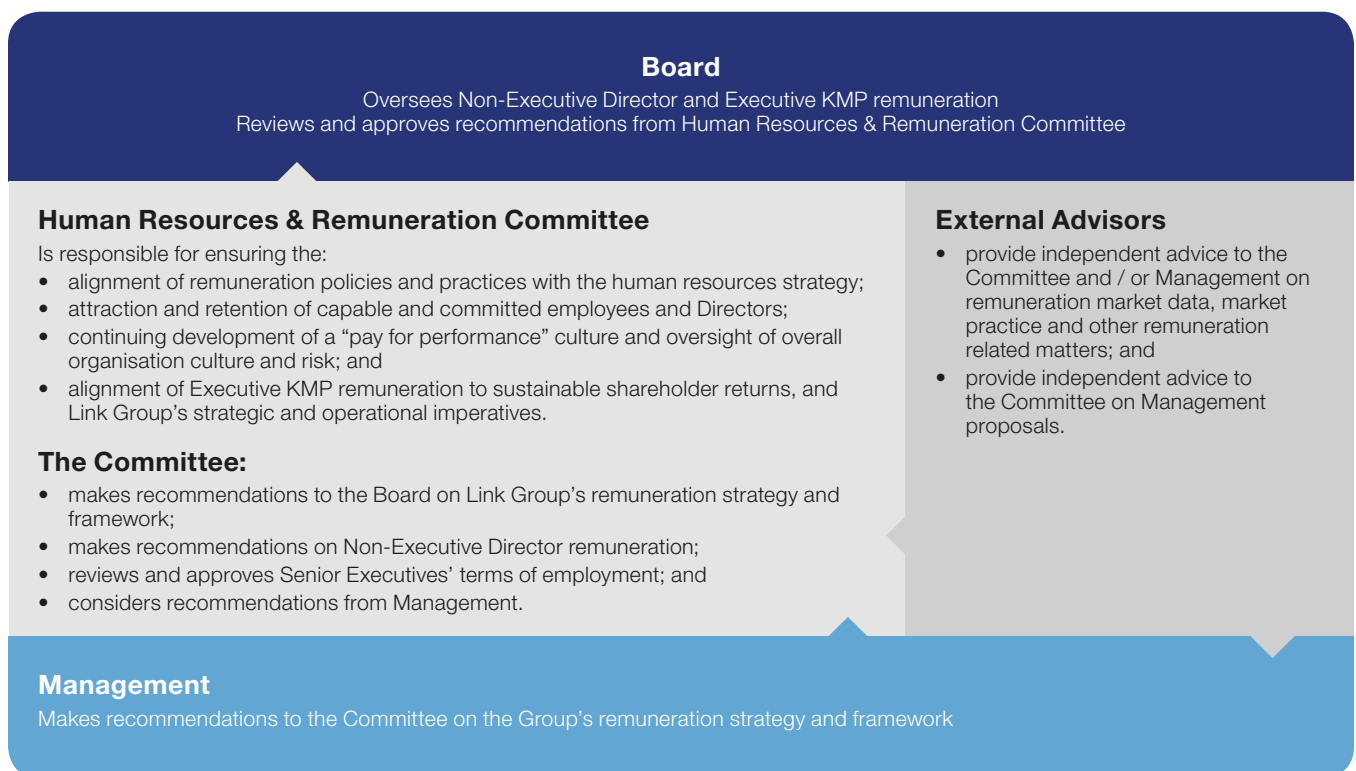 Board
Oversees Non-Executive Director and Executive KMP remuneration
Reviews and approves recommendations from Human Resources & Remuneration Committee
Human Resources & Remuneration Committee
Is responsible for ensuring the:
• alignment of remuneration policies and practices with the human resources strategy;
• attraction and retention of capable and committed employees and Directors;
• continuing development of a “pay for performance” culture and oversight of overall
organisation culture and risk; and
• alignment of Executive KMP remuneration to sustainable shareholder returns, and
Link Group’s strategic and operational imperatives.
The Committee:
• makes recommendations to the Board on Link Group’s remuneration strategy and
framework;
• makes recommendations on Non-Executive Director remuneration;
• reviews and approves Senior Executives’ terms of employment; and
• considers recommendations from Management.
External Advisors
• provide independent advice to the
Committee and / or Management on
remuneration market data, market
practice and other remuneration
related matters; and
• provide independent advice to
the Committee on Management
proposals.
Management
Makes recommendations to the Committee on the Group’s remuneration strategy and framework